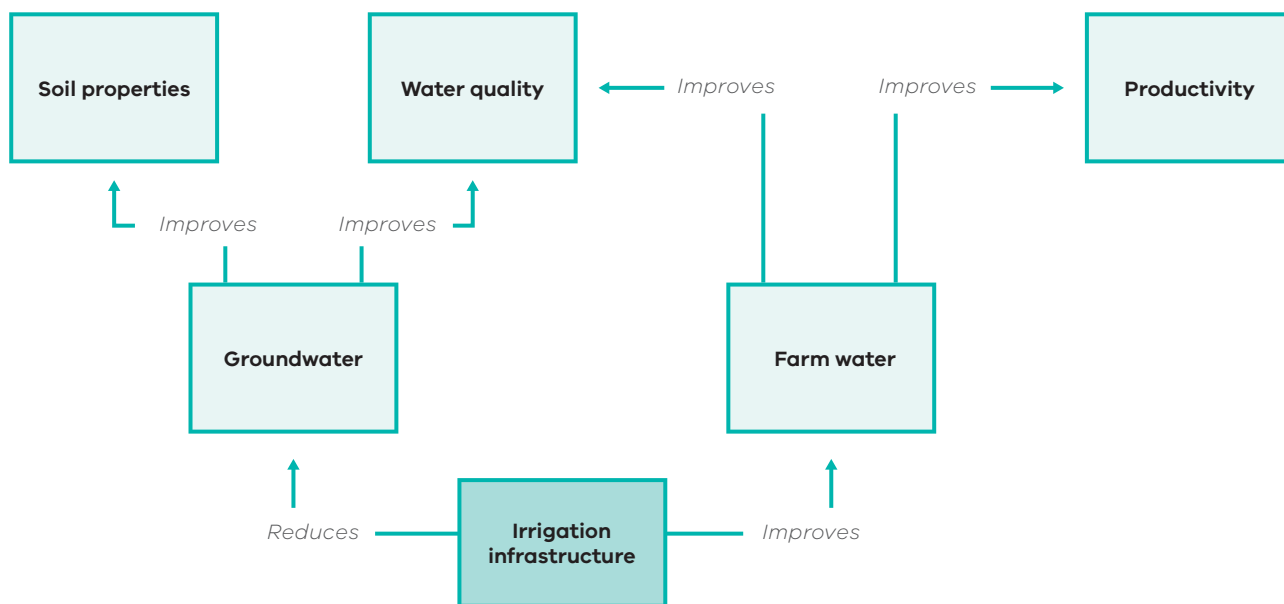 Soil properties
Water quality
Improves
Improves
Productivity
Improves
Improves
Groundwater
Farm water
Reduces
Irrigation
infrastructure
Improves